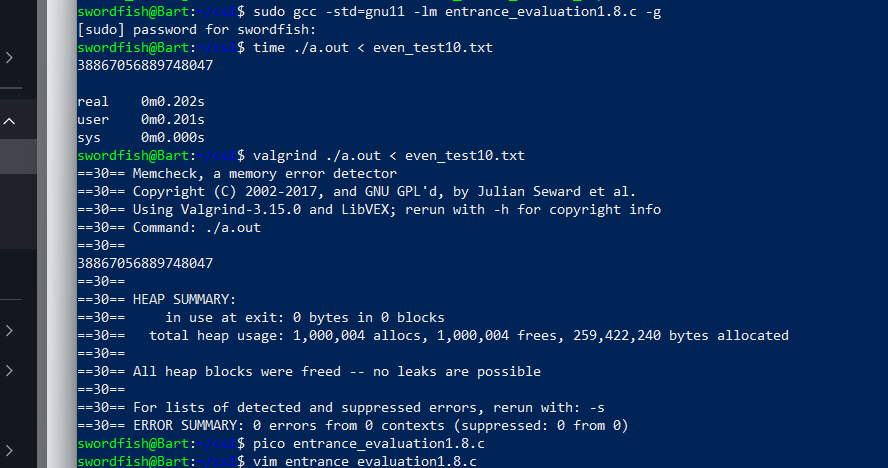 swordfish@Bart:~/cs1$ sudo gcc -std=gnu11 -lm entrance_evaluation1.8.c -g
[sudo] password for swordfish:
swordfish@Bart:~/cs1$ time ./a.out < even_test10.txt
38867056889748047
real    0m0.202s
user    0m0.201s
sys     0m0.000s
swordfish@Bart:~/cs1$ valgrind ./a.out < even_test10.txt
==30== Memcheck, a memory error detector
==30== Copyright (C) 2002-2017, and GNU GPL'd, by Julian Seward et al.
==30== Using Valgrind-3.15.0 and LibVEX; rerun with -h for copyright info
==30== Command: ./a.out
==30==
38867056889748047
==30==
==30== HEAP SUMMARY:
==30==     in use at exit: 0 bytes in 0 blocks
==30==   total heap usage: 1,000,004 allocs, 1,000,004 frees, 259,422,240 bytes allocated
==30==
==30== All heap blocks were freed -- no leaks are possible
==30==
==30== For lists of detected and suppressed errors, rerun with: -s
==30== ERROR SUMMARY: 0 errors from 0 contexts (suppressed: 0 from 0)
swordfish@Bart:~/cs1$ pico entrance_evaluation1.8.c
swordfish@Bart:~/cs1$ vim entrance_evaluation1.8.c